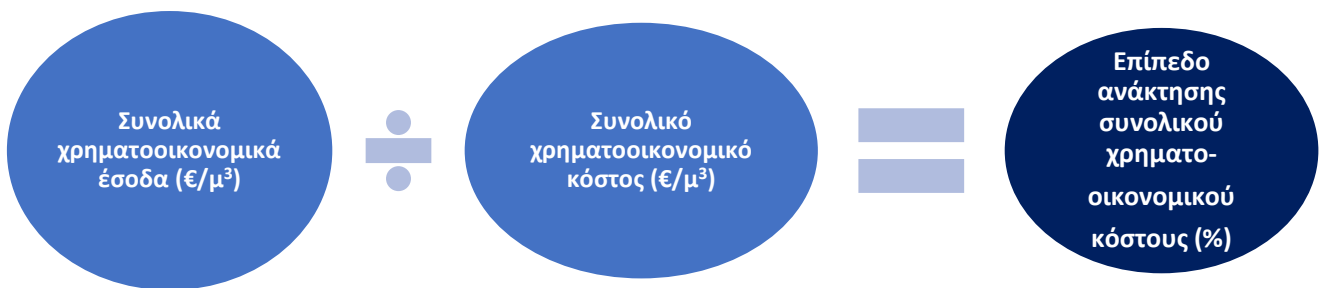 Συνολικά
χρηματοοικονομικά
έσοδα (€/μ³)
÷
Συνολικό
χρηματοοικονομικό
κόστος (€/μ³)
=
Επίπεδο
ανάκτησης
συνολικού
χρηματο-
οικονομικού
κόστους (%)